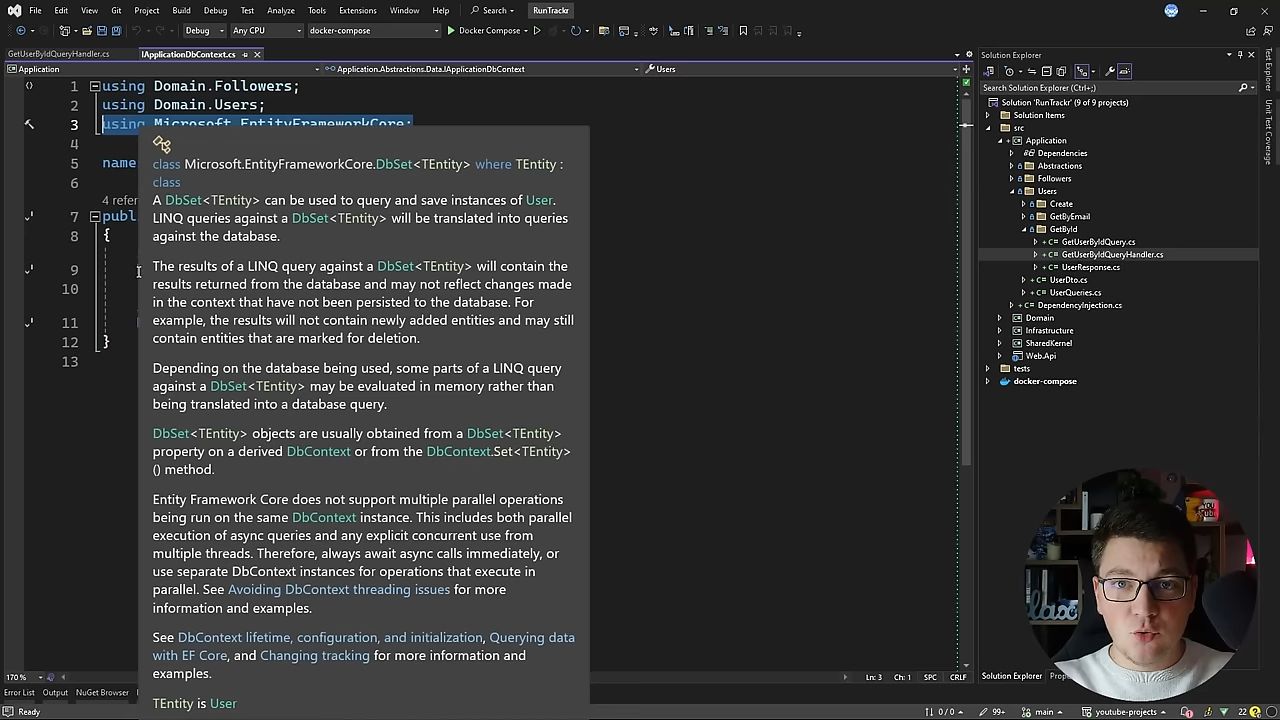 File Edit View Git Project Build Debug Test Analyze Tools Extensions Window Help Search RunTrackr
Debug Any CPU docker-compose Docker Compose
GetUserByIdQueryHandler.cs IApplicationDbContext.cs
Application Application.Abstractions.Data.IApplicationDbContext Users
1 using Domain.Followers;
2 using Domain.Users;
3 using Microsoft.EntityFrameworkCore;
4
5 name
6
4 refer
7 publ
8 {
9
10
11
12 }
13
class Microsoft.EntityFrameworkCore.DbSet<TEntity> where TEntity :
class
A DbSet<TEntity> can be used to query and save instances of User.
LINQ queries against a DbSet<TEntity> will be translated into queries
against the database.
The results of a LINQ query against a DbSet<TEntity> will contain the
results returned from the database and may not reflect changes made
in the context that have not been persisted to the database. For
example, the results will not contain newly added entities and may still
contain entities that are marked for deletion.
Depending on the database being used, some parts of a LINQ query
against a DbSet<TEntity> may be evaluated in memory rather than
being translated into a database query.
DbSet<TEntity> objects are usually obtained from a DbSet<TEntity>
property on a derived DbContext or from the DbContext.Set<TEntity>
() method.
Entity Framework Core does not support multiple parallel operations
being run on the same DbContext instance. This includes both parallel
execution of async queries and any explicit concurrent use from
multiple threads. Therefore, always await async calls immediately, or
use separate DbContext instances for operations that execute in
parallel. See Avoiding DbContext threading issues for more
information and examples.
See DbContext lifetime, configuration, and initialization, Querying data
with EF Core, and Changing tracking for more information and
examples.
TEntity is User
Solution Explorer
Search Solution Explorer (Ctrl+;)
Solution 'RunTrackr' (9 of 9 projects)
Solution Items
src
Application
Dependencies
Abstractions
Followers
Users
Create
GetByEmail
GetById
GetUserByIdQuery.cs
GetUserByIdQueryHandler.cs
UserResponse.cs
UserDto.cs
UserQueries.cs
DependencyInjection.cs
Domain
Infrastructure
SharedKernel
Web.Api
tests
docker-compose
Test Explorer
Unit Test Coverage
170 % Ln: 3 Ch: 1 SPC CRLF
Solution Explorer
Error List Output NuGet Browser
Ready 0 / 0 99+ main youtube-projects 22